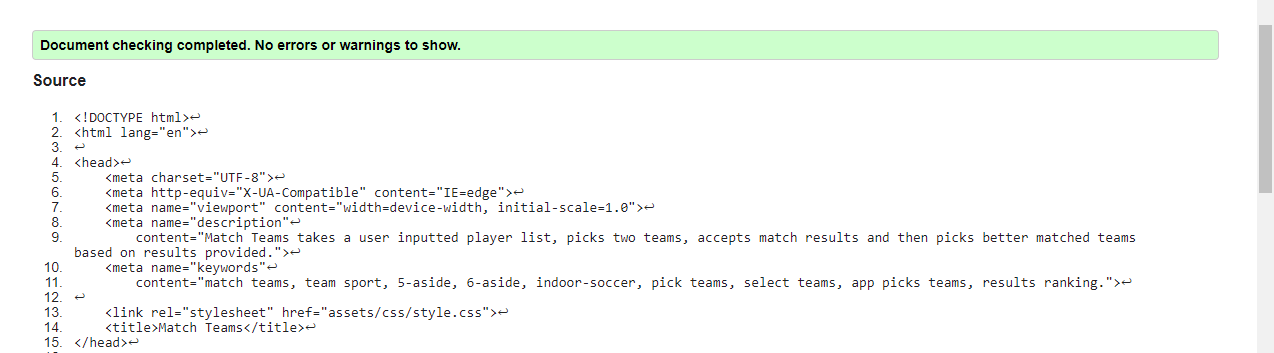 Document checking completed. No errors or warnings to show.
Source
1. <!DOCTYPE html>↩
2. <html lang="en">↩
3. ↩
4. <head>↩
5. <meta charset="UTF-8">↩
6. <meta http-equiv="X-UA-Compatible" content="IE=edge">↩
7. <meta name="viewport" content="width=device-width, initial-scale=1.0">↩
8. <meta name="description"↩
9. content="Match Teams takes a user inputted player list, picks two teams, accepts match results and then picks better matched teams
based on results provided.">↩
10. <meta name="keywords"↩
11. content="match teams, team sport, 5-aside, 6-aside, indoor-soccer, pick teams, select teams, app picks teams, results ranking.">↩
12. ↩
13. <link rel="stylesheet" href="assets/css/style.css">↩
14. <title>Match Teams</title>↩
15. </head>↩